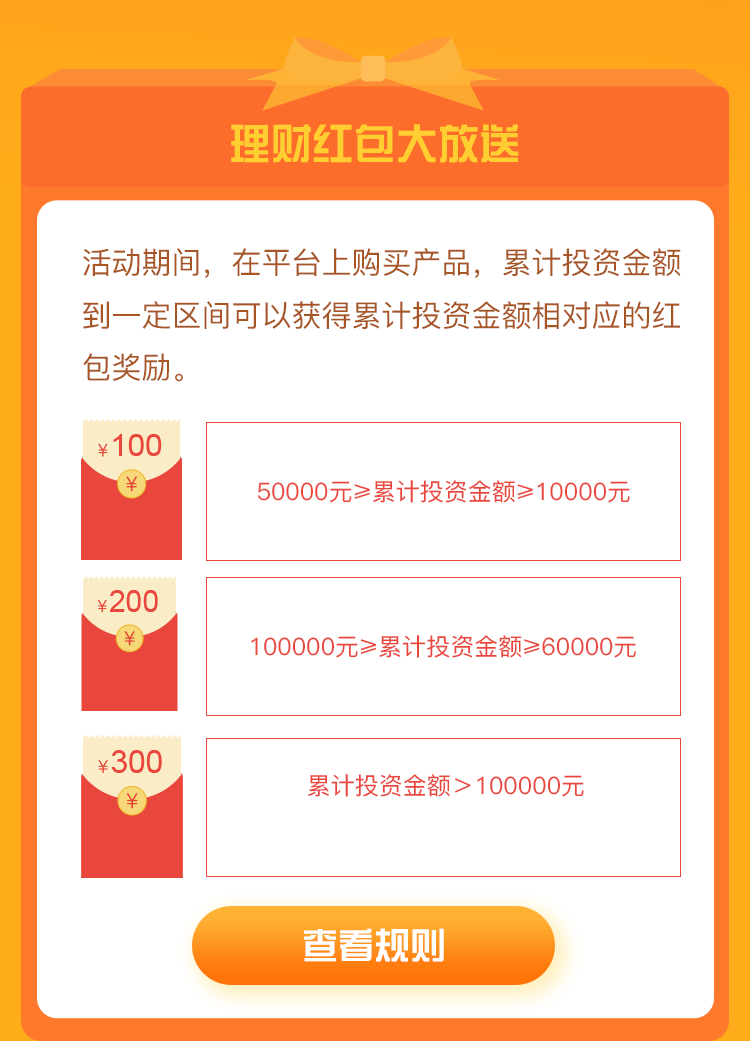 理财红包大放送
活动期间，在平台上购买产品，累计投资金额
到一定区间可以获得累计投资金额相对应的红
包奖励。
¥100
¥
50000元≥累计投资金额≥10000元
¥200
¥
100000元≥累计投资金额≥60000元
¥300
¥
累计投资金额＞100000元
查看规则